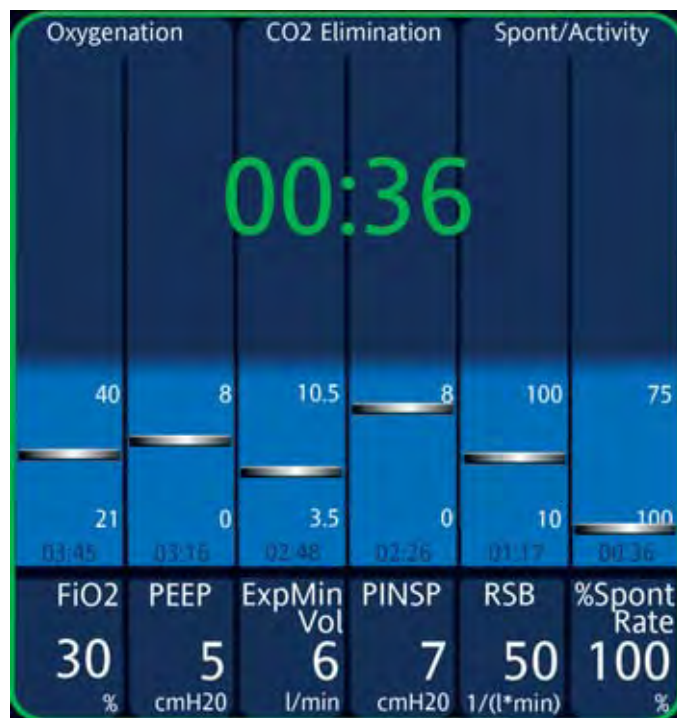 Oxygenation CO2 Elimination Spont/Activity
00:36
40 8 10.5 8 100 75
21 0 3.5 0 10 100
03:45 03:16 02:48 02:26 01:17 00:36
FiO2 PEEP ExpMin Vol PINSP RSB %Spont Rate
30 5 6 7 50 100
% cmH20 l/min cmH20 1/(l*min) %